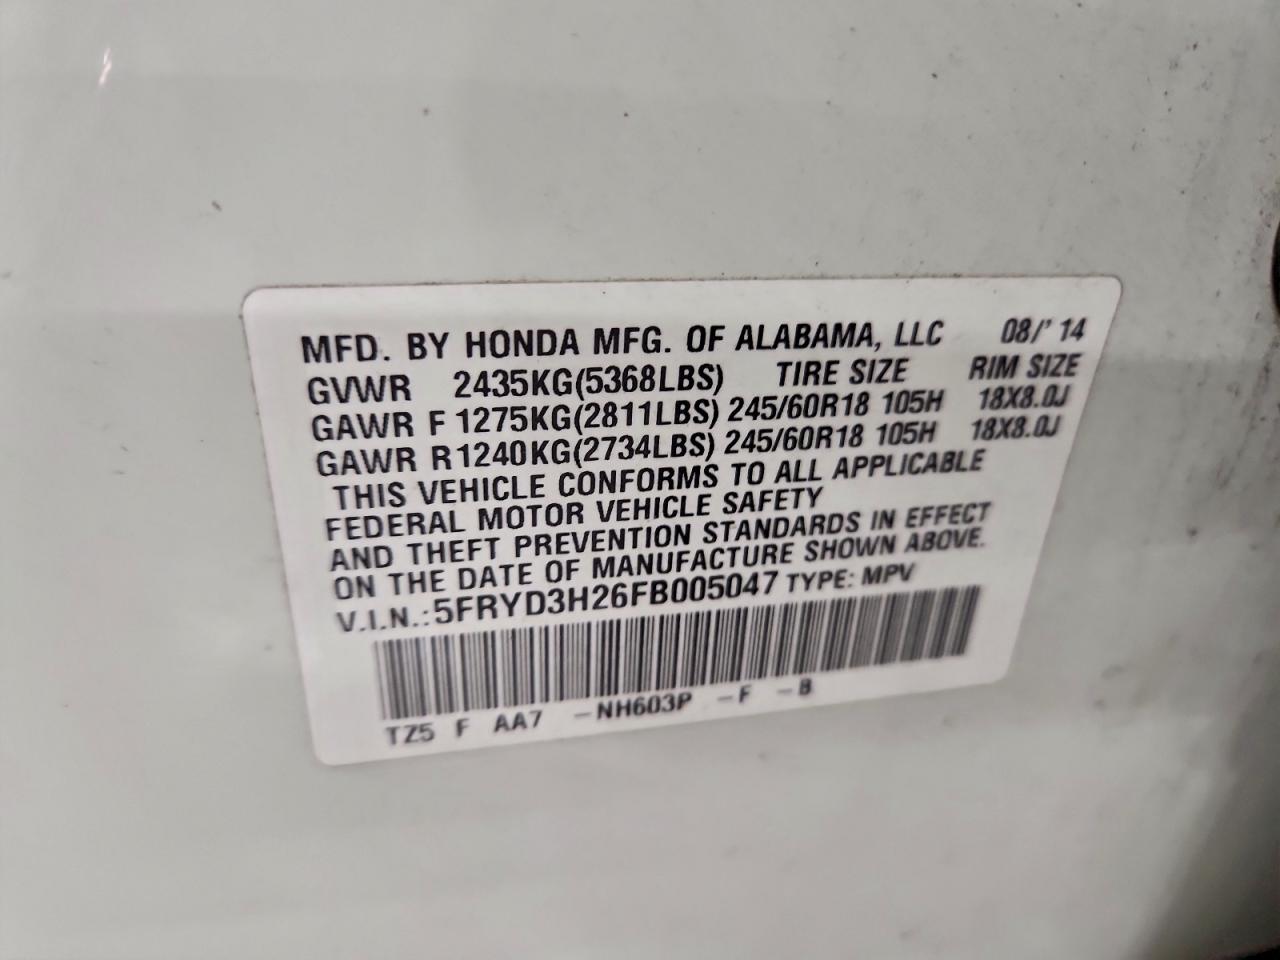 MFD. BY HONDA MFG. OF ALABAMA, LLC 08/'14
GVWR 2435KG(5368LBS) TIRE SIZE RIM SIZE
GAWR F 1275KG(2811LBS) 245/60R18 105H 18X8.0J
GAWR R 1240KG(2734LBS) 245/60R18 105H 18X8.0J
THIS VEHICLE CONFORMS TO ALL APPLICABLE
FEDERAL MOTOR VEHICLE SAFETY
AND THEFT PREVENTION STANDARDS IN EFFECT
ON THE DATE OF MANUFACTURE SHOWN ABOVE.
V.I.N.:5FRYD3H26FB005047 TYPE: MPV
TZ5 F AA7 -NH603P -F -B